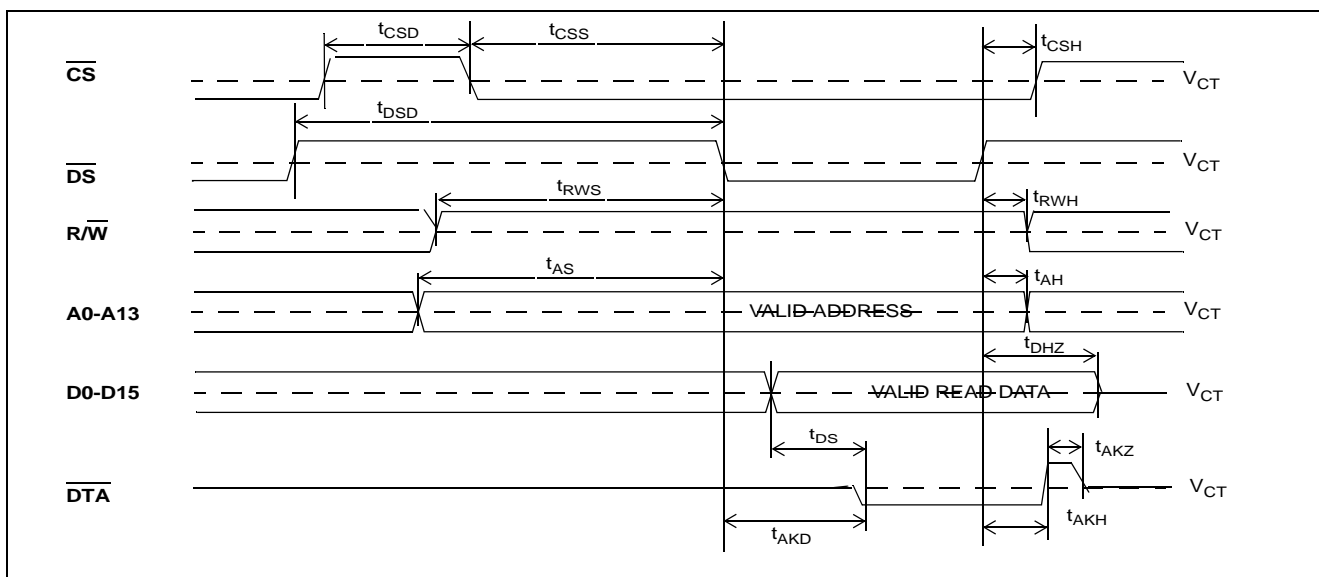 tCSD
tCSS
tCSH
CS
VCT
tDSD
DS
VCT
tRWS
tRWH
R/W
VCT
tAS
tAH
A0-A13
VALID ADDRESS
VCT
tDHZ
D0-D15
VALID READ DATA
VCT
tDS
tAKZ
DTA
VCT
tAKD
tAKH